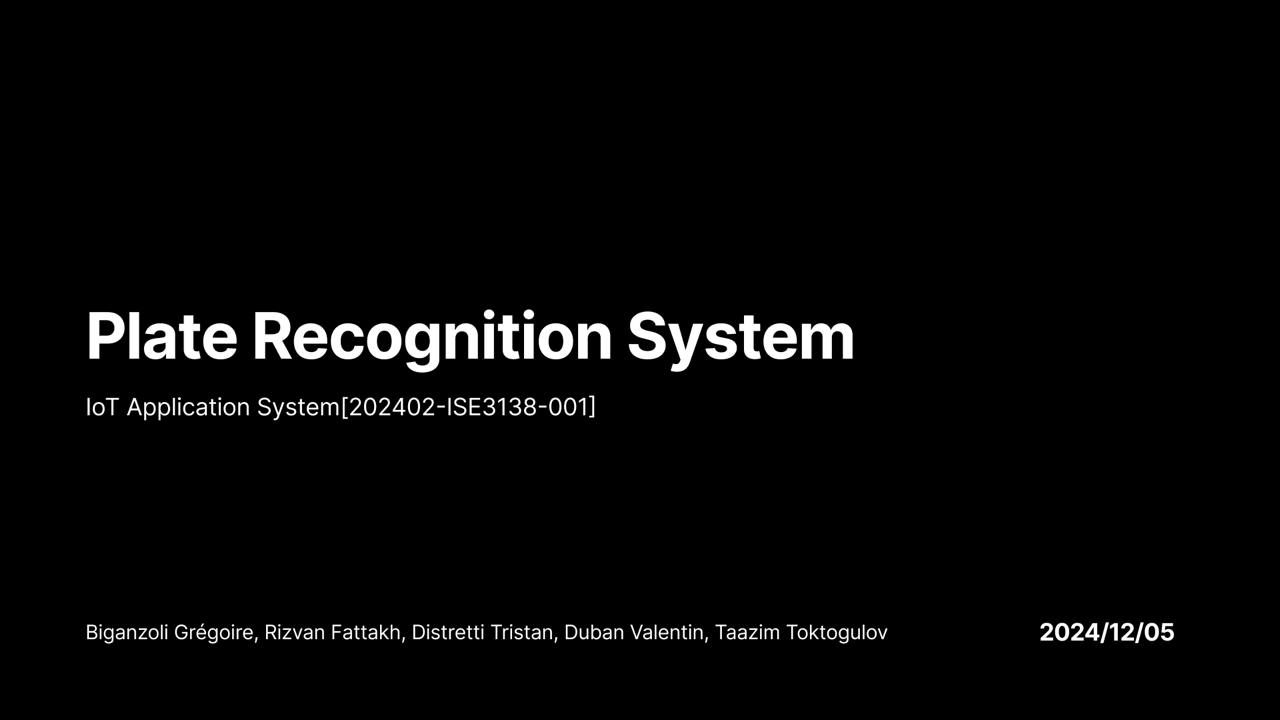 Plate Recognition System
IoT Application System[202402-ISE3138-001]
Biganzoli Grégoire, Rizvan Fattakh, Distretti Tristan, Duban Valentin, Taazim Toktogulov
2024/12/05